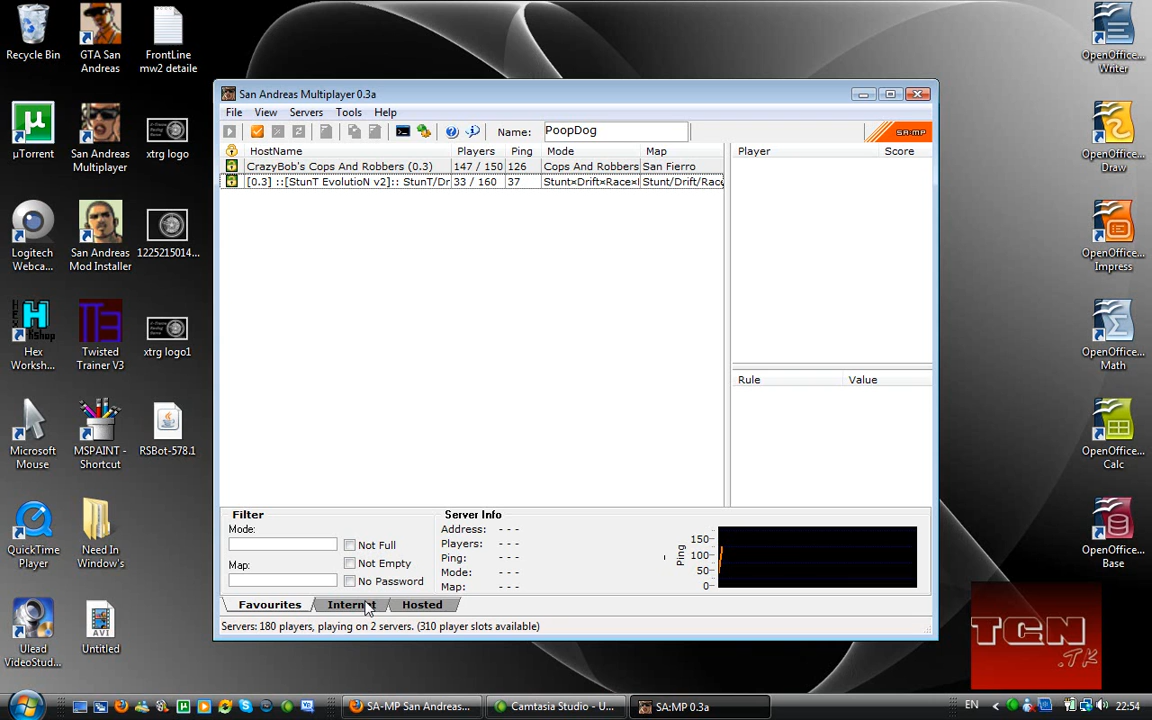 Recycle Bin
GTA San Andreas
FrontLine mw2 detaile
OpenOffice... Writer
µTorrent
San Andreas Multiplayer
xtrg logo
OpenOffice... Draw
Logitech Webca...
San Andreas Mod Installer
1225215014...
OpenOffice... Impress
Hex Worksh...
Twisted Trainer V3
xtrg logo1
OpenOffice... Math
Microsoft Mouse
MSPAINT - Shortcut
RSBot-578.1
OpenOffice... Calc
QuickTime Player
Need In Window's
OpenOffice... Base
Ulead VideoStud...
AVI
Untitled
San Andreas Multiplayer 0.3a
File View Servers Tools Help
Name: PoopDog
SA:MP
HostName Players Ping Mode Map Player Score
CrazyBob's Cops And Robbers (0.3) 147 / 150 126 Cops And Robbers San Fierro
[0.3] ::[StunT EvolutioN v2]:: StunT/Dr 33 / 160 37 Stunt×Drift×Race× Stunt/Drift/Race
Rule Value
Filter
Mode:
Not Full
Not Empty
Map:
No Password
Server Info
Address: - - -
Players: - - -
Ping: - - -
Mode: - - -
Map: - - -
Ping
150
100
50
0
Favourites Internet Hosted
Servers: 180 players, playing on 2 servers. (310 player slots available)
TCN
.TK
SA-MP San Andreas...
Camtasia Studio - U...
SA:MP 0.3a
EN
22:54